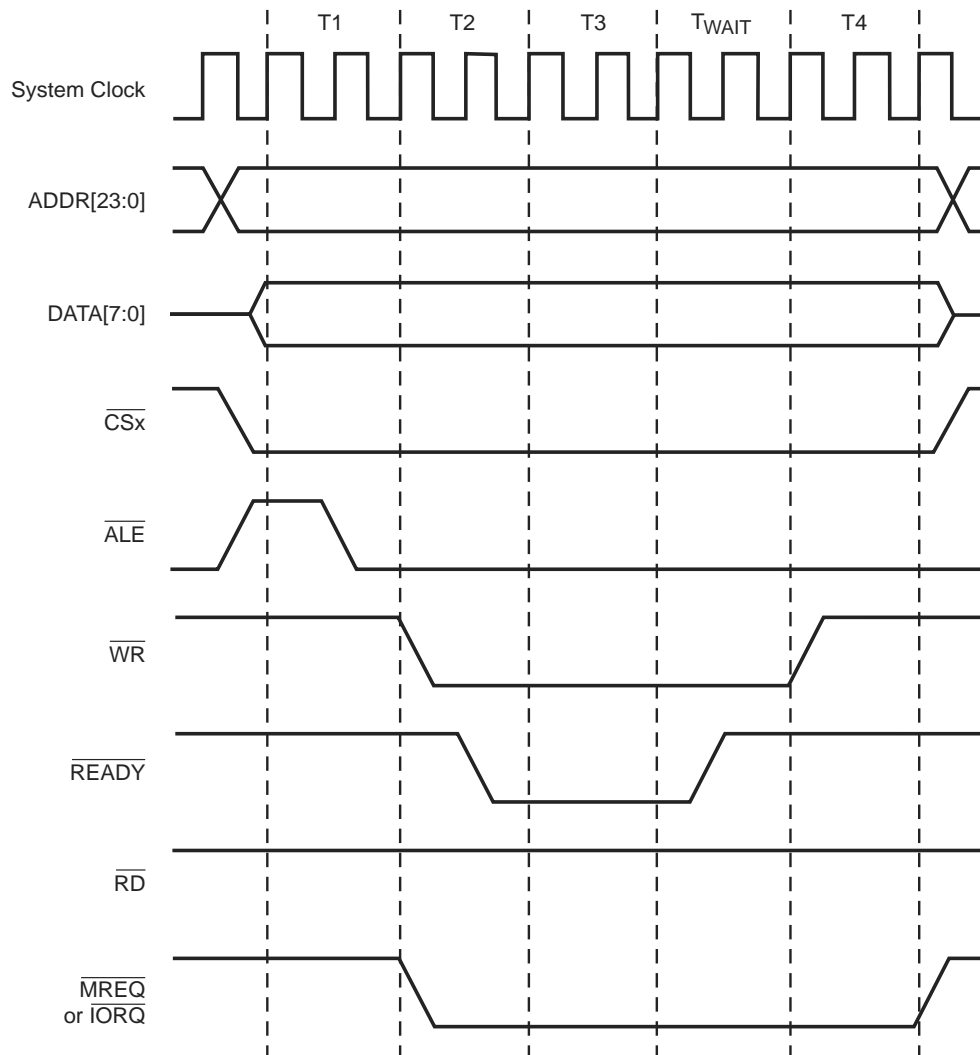 T1 T2 T3 TWAIT T4
System Clock
ADDR[23:0]
DATA[7:0]
CSx
ALE
WR
READY
RD
MREQ
or IORQ